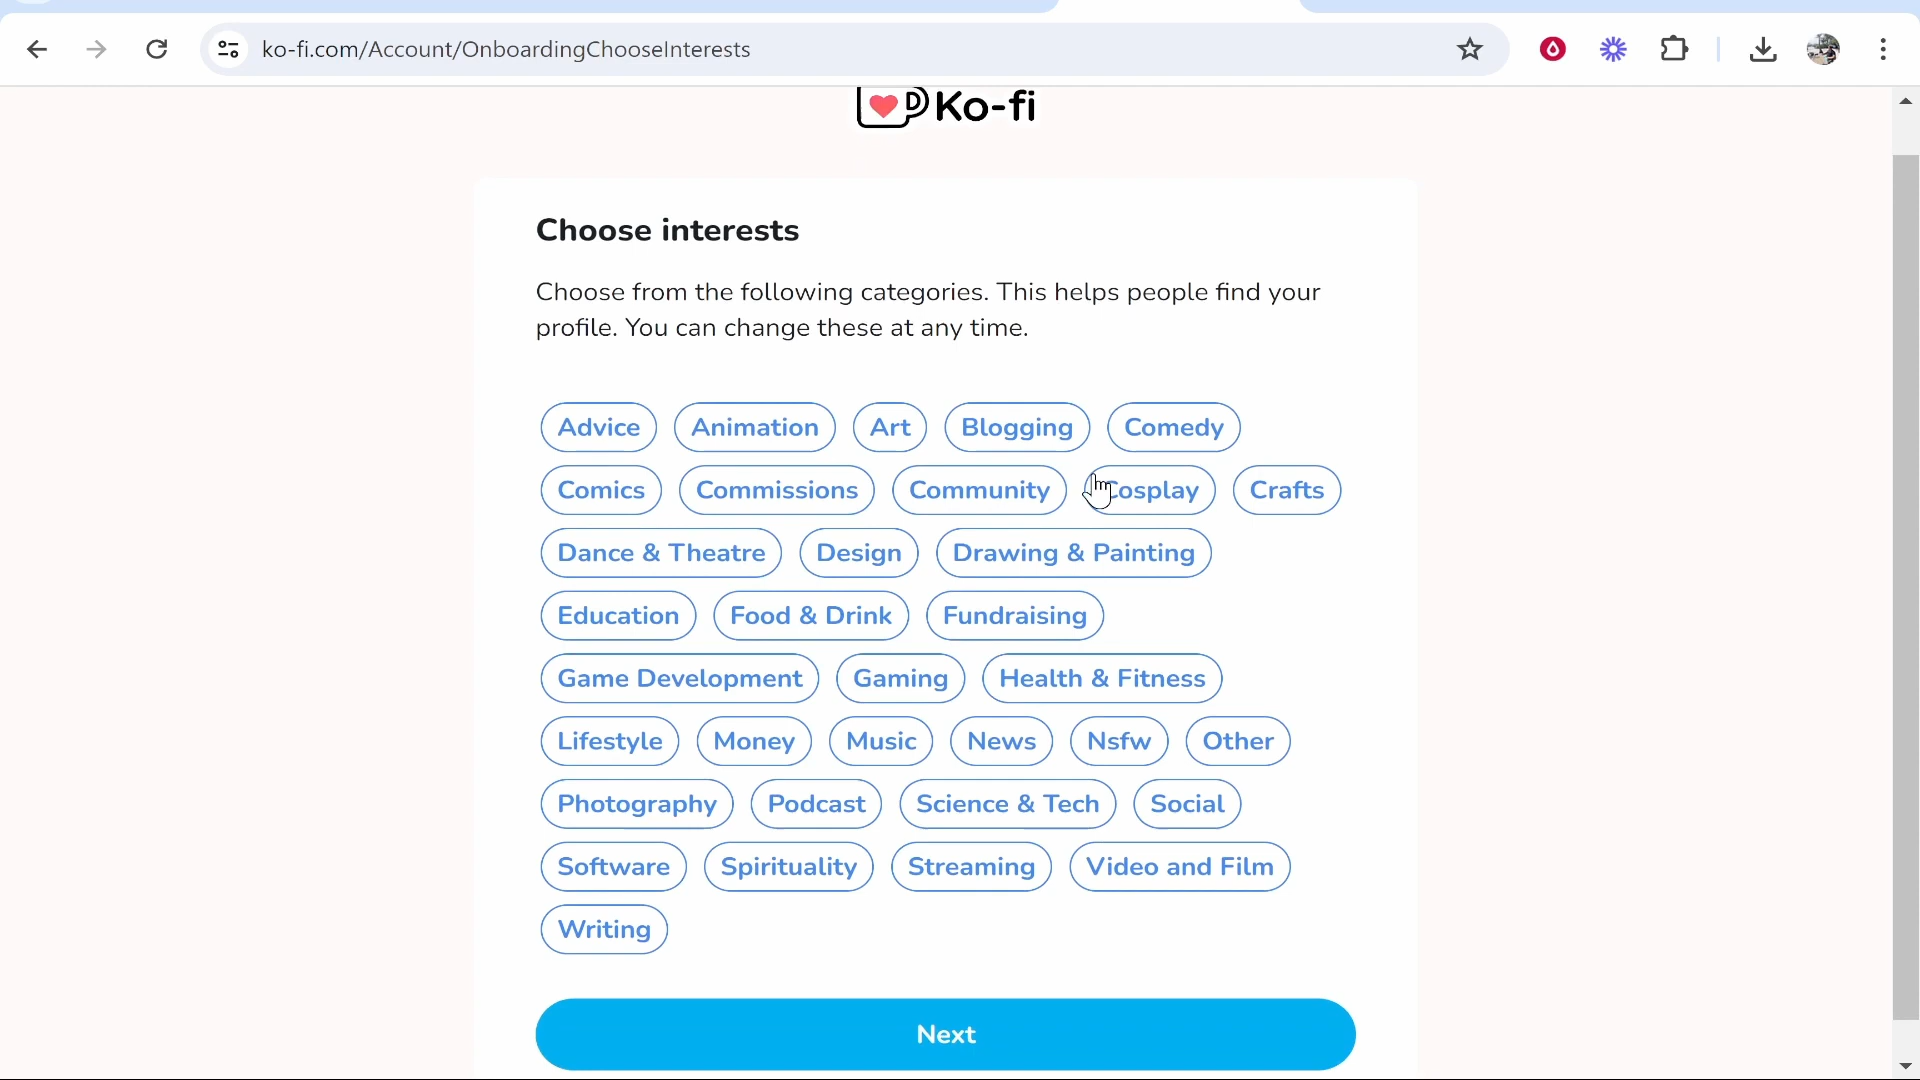 ko-fi.com/Account/OnboardingChooseInterests
Ko-fi
Choose interests
Choose from the following categories. This helps people find your
profile. You can change these at any time.
Advice Animation Art Blogging Comedy
Comics Commissions Community Cosplay Crafts
Dance & Theatre Design Drawing & Painting
Education Food & Drink Fundraising
Game Development Gaming Health & Fitness
Lifestyle Money Music News Nsfw Other
Photography Podcast Science & Tech Social
Software Spirituality Streaming Video and Film
Writing
Next